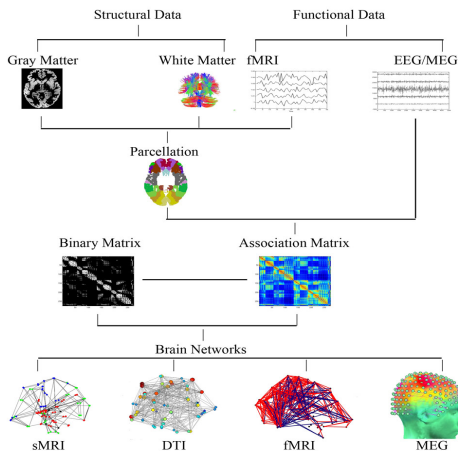 Structural Data
Functional Data
Gray Matter
White Matter
fMRI
EEG/MEG
Parcellation
Binary Matrix
Association Matrix
Brain Networks
sMRI
DTI
fMRI
MEG